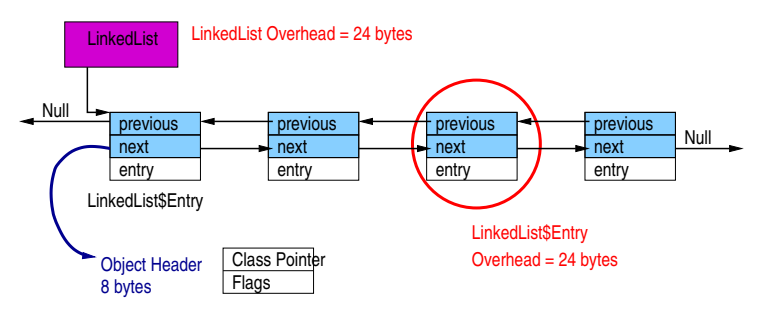 LinkedList
LinkedList Overhead = 24 bytes
Null
previous
previous
previous
previous
next
next
next
next
Null
entry
entry
entry
entry
LinkedList$Entry
LinkedList$Entry
Overhead = 24 bytes
Object Header
8 bytes
Class Pointer
Flags